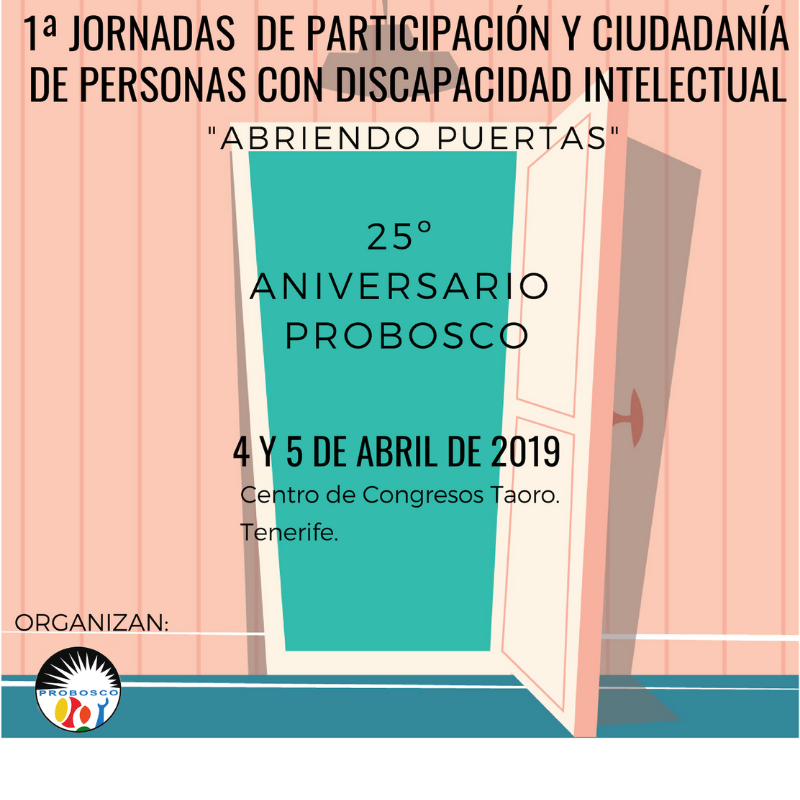 1ª JORNADAS DE PARTICIPACIÓN Y CIUDADANÍA
DE PERSONAS CON DISCAPACIDAD INTELECTUAL
"ABRIENDO PUERTAS"
25º
ANIVERSARIO
PROBOSCO
4 Y 5 DE ABRIL DE 2019
Centro de Congresos Taoro.
Tenerife.
ORGANIZAN:
PROBOSCO